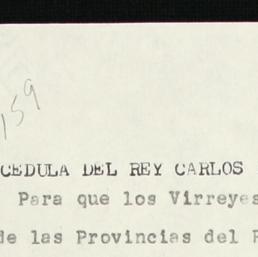 159
CEDULA DEL REY CARLOS
Para que los Virreyes
de las Provincias del